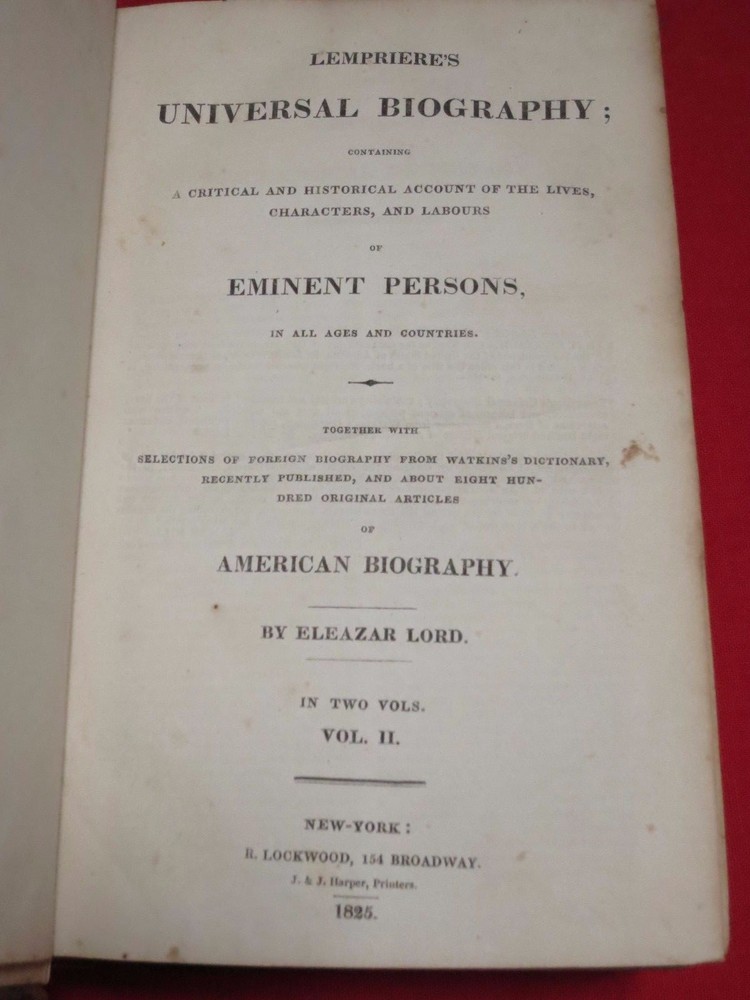 LEMPRIERE'S
UNIVERSAL BIOGRAPHY;
CONTAINING
A CRITICAL AND HISTORICAL ACCOUNT OF THE LIVES,
CHARACTERS, AND LABOURS
OF
EMINENT PERSONS,
IN ALL AGES AND COUNTRIES.
TOGETHER WITH
SELECTIONS OF FOREIGN BIOGRAPHY FROM WATKINS'S DICTIONARY,
RECENTLY PUBLISHED, AND ABOUT EIGHT HUN-
DRED ORIGINAL ARTICLES
OF
AMERICAN BIOGRAPHY.
BY ELEAZAR LORD.
IN TWO VOLS.
VOL. II.
NEW-YORK:
R. LOCKWOOD, 154 BROADWAY.
J. & J. Harper, Printers.
1825.